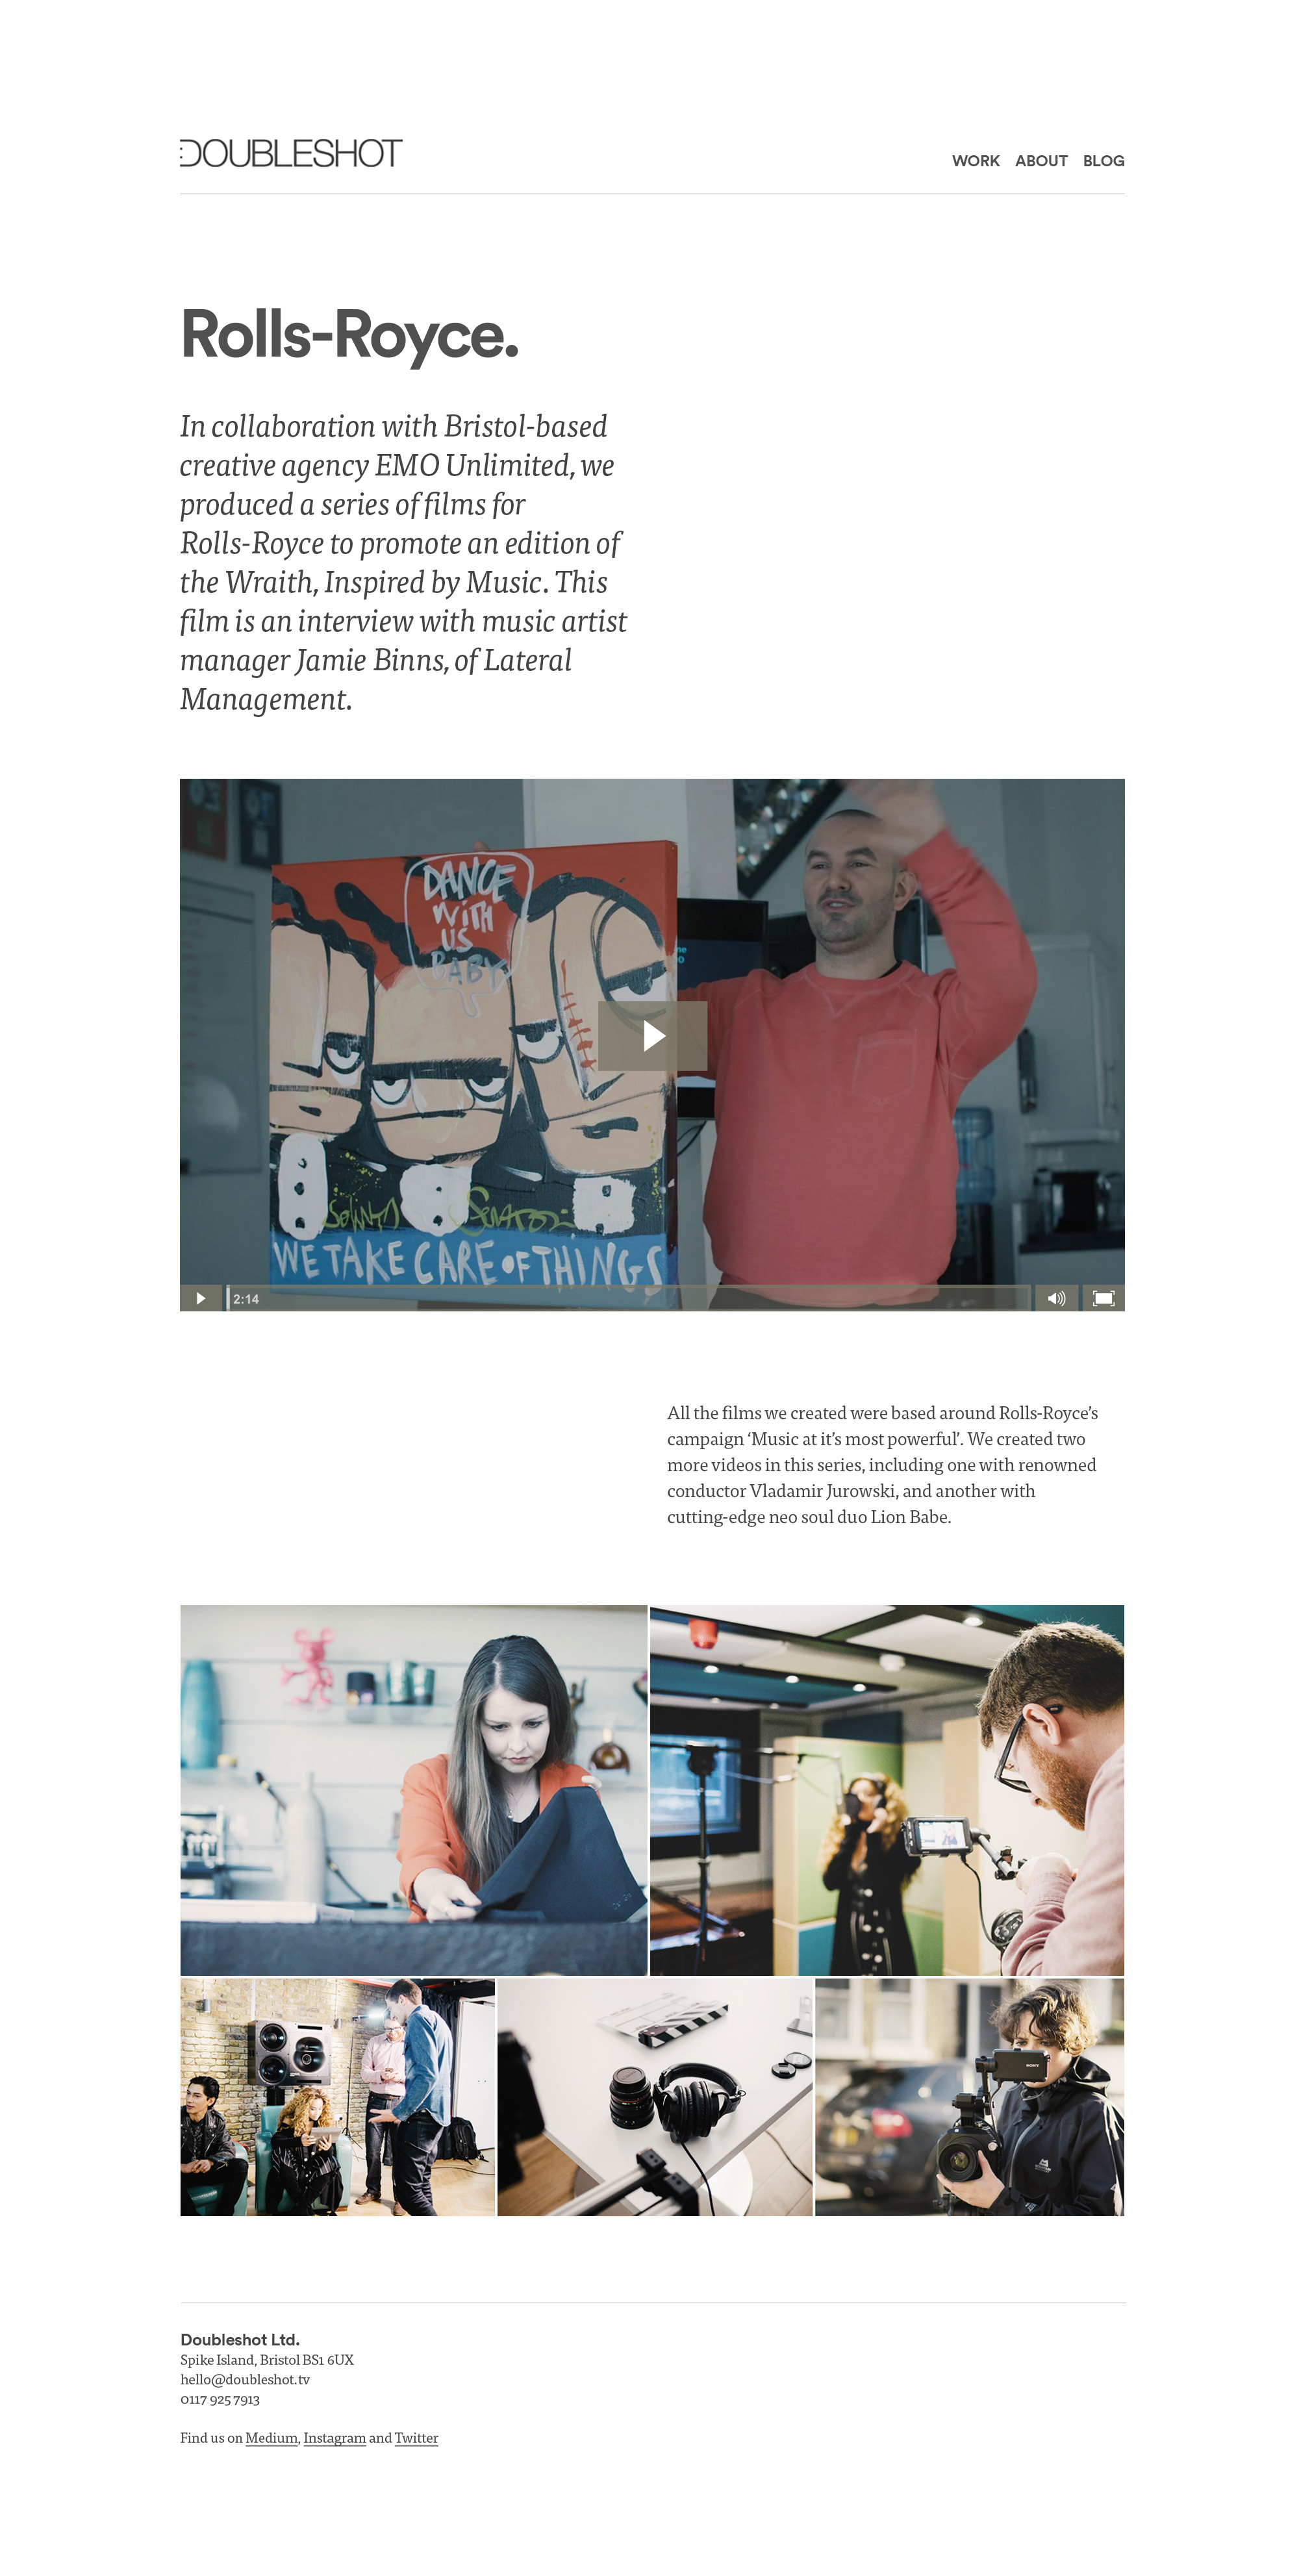 DOUBLESHOT
WORK ABOUT BLOG
Rolls-Royce.
In collaboration with Bristol-based
creative agency EMO Unlimited, we
produced a series of films for
Rolls-Royce to promote an edition of
the Wraith, Inspired by Music. This
film is an interview with music artist
manager Jamie Binns, of Lateral
Management.
DANCE
WITH
US
BABY
WE TAKE CARE OF THINGS
2:14
All the films we created were based around Rolls-Royce’s
campaign ‘Music at it’s most powerful’. We created two
more videos in this series, including one with renowned
conductor Vladamir Jurowski, and another with
cutting-edge neo soul duo Lion Babe.
SONY
Doubleshot Ltd.
Spike Island, Bristol BS1 6UX
hello@doubleshot.tv
0117 925 7913
Find us on Medium, Instagram and Twitter